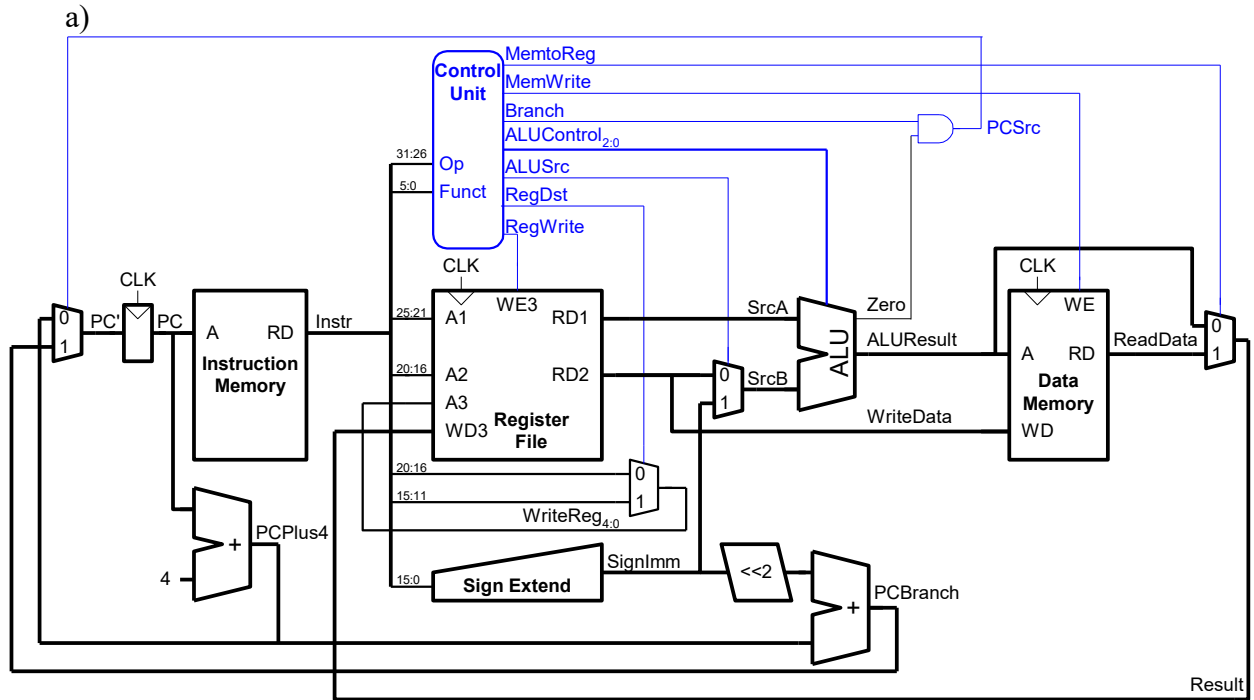 a)
MemtoReg
Control
Unit
MemWrite
Branch
PCSrc
ALUControl2:0
31:26
Op
ALUSrc
5:0
Funct
RegDst
RegWrite
CLK
CLK
CLK
WE3
WE
Zero
0
1
PC'
PC
A
RD
Instr
Instruction
Memory
25:21
A1
RD1
SrcA
ALU
ALUResult
A
RD
ReadData
0
1
20:16
A2
RD2
0
1
SrcB
Data
Memory
A3
WD3
Register
File
WriteData
WD
20:16
0
15:11
1
WriteReg4:0
PCPlus4
+
4
SignImm
15:0
Sign Extend
<<2
+
PCBranch
Result